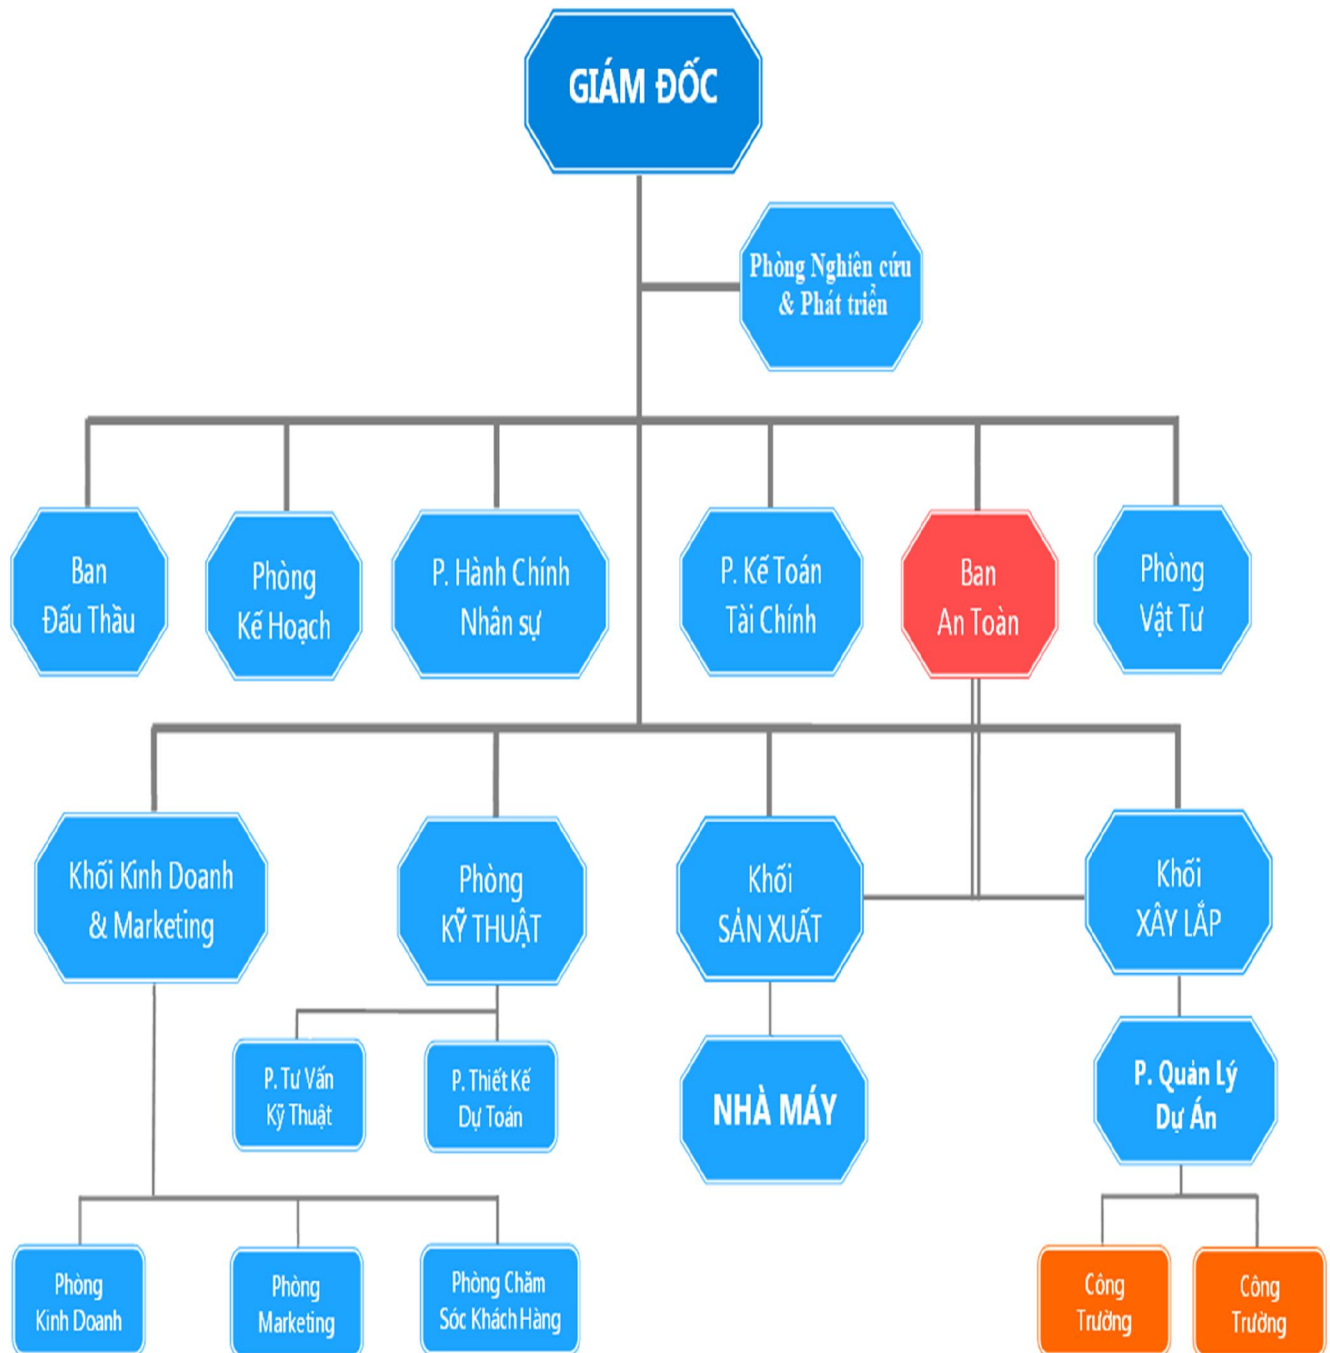 GIÁM ĐỐC
Phòng Nghiên cứu
& Phát triển
Ban
Đấu Thầu
Phòng
Kế Hoạch
P. Hành Chính
Nhân sự
P. Kế Toán
Tài Chính
Ban
An Toàn
Phòng
Vật Tư
Khối Kinh Doanh
& Marketing
Phòng
KỸ THUẬT
Khối
SẢN XUẤT
Khối
XÂY LẮP
P. Tư Vấn
Kỹ Thuật
P. Thiết Kế
Dự Toán
NHÀ MÁY
P. Quản Lý
Dự Án
Phòng
Kinh Doanh
Phòng
Marketing
Phòng Chăm
Sóc Khách Hàng
Công
Trường
Công
Trường